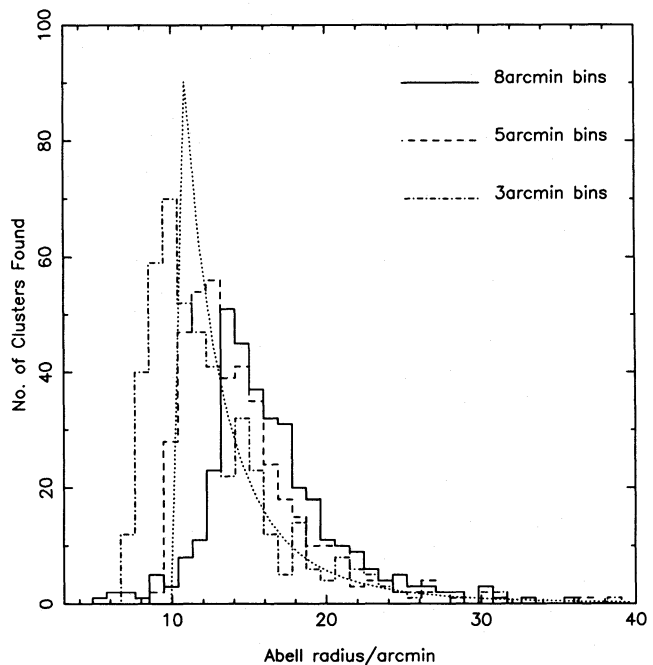 100
80
60
40
20
0
No. of Clusters Found
8arcmin bins
5arcmin bins
3arcmin bins
10
20
30
40
Abell radius/arcmin